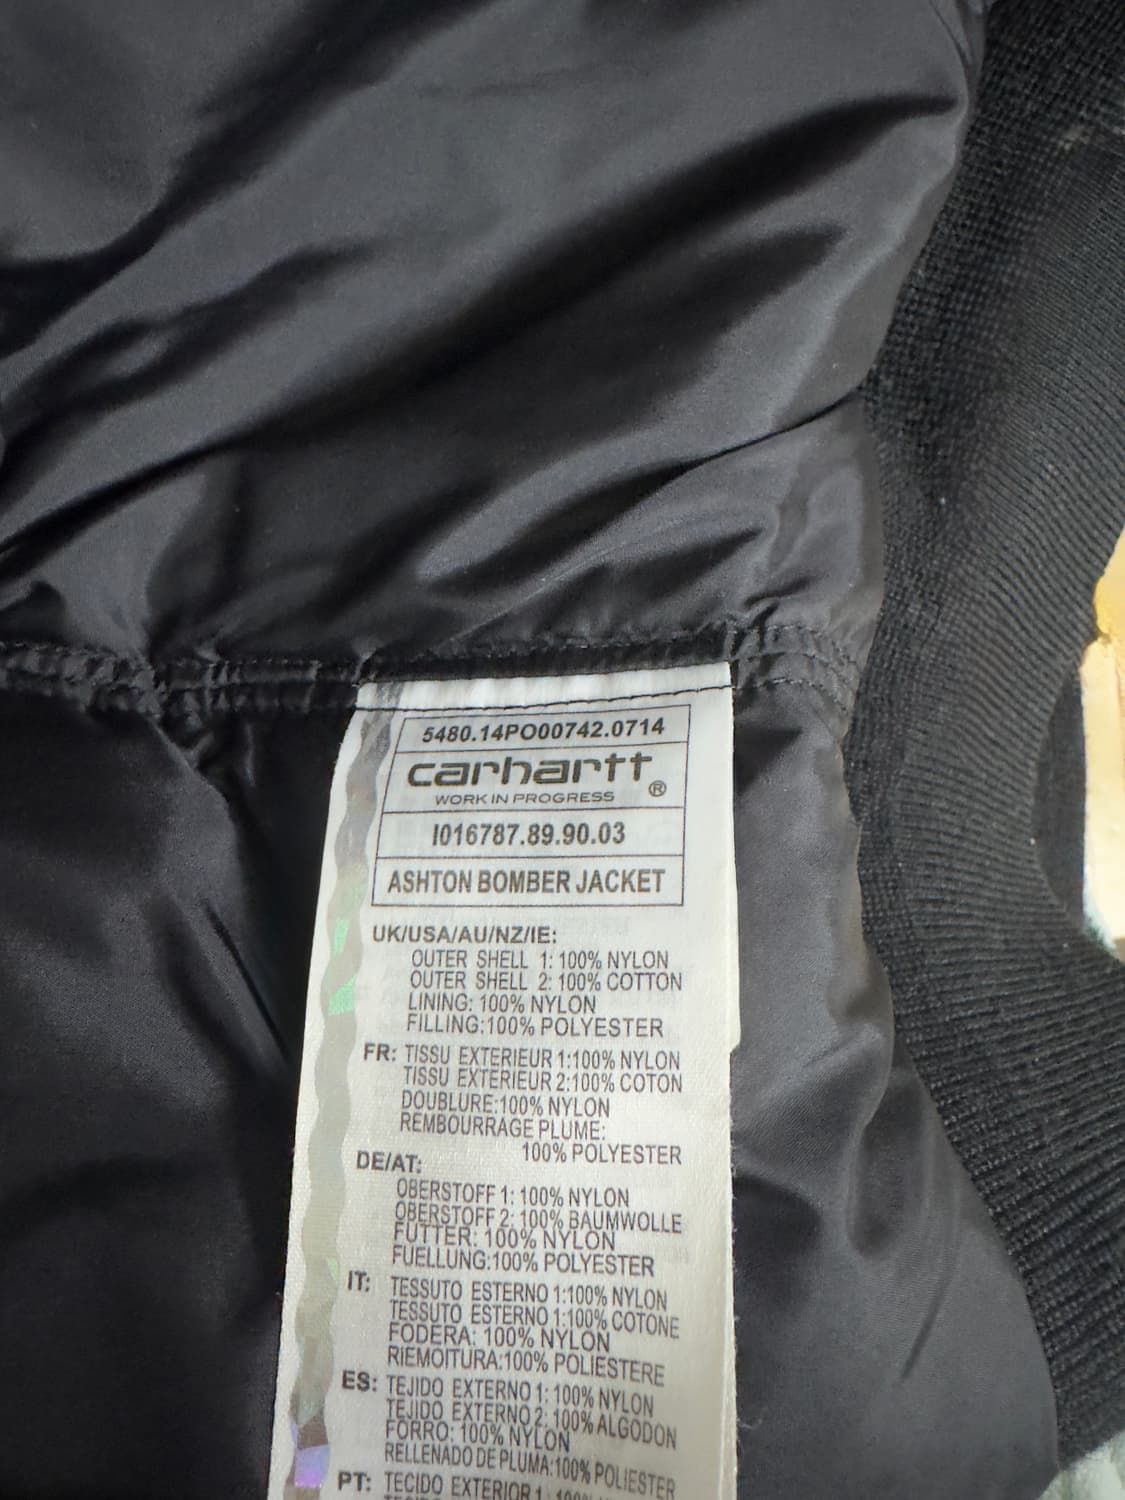 5480.14PO00742.0714
carhartt ®
WORK IN PROGRESS
I016787.89.90.03
ASHTON BOMBER JACKET
UK/USA/AU/NZ/IE:
OUTER SHELL 1: 100% NYLON
OUTER SHELL 2: 100% COTTON
LINING: 100% NYLON
FILLING:100% POLYESTER
FR: TISSU EXTERIEUR 1:100% NYLON
TISSU EXTERIEUR 2:100% COTON
DOUBLURE:100% NYLON
REMBOURRAGE PLUME:
100% POLYESTER
DE/AT:
OBERSTOFF 1: 100% NYLON
OBERSTOFF 2: 100% BAUMWOLLE
FUTTER: 100% NYLON
FUELLUNG:100% POLYESTER
IT: TESSUTO ESTERNO 1:100% NYLON
TESSUTO ESTERNO 1:100% COTONE
FODERA: 100% NYLON
RIEMOITURA:100% POLIESTERE
ES: TEJIDO EXTERNO 1: 100% NYLON
TEJIDO EXTERNO 2: 100% ALGODON
FORRO: 100% NYLON
RELLENADO DE PLUMA:100% POLIESTER
PT: TECIDO EXTERIOR 1: 100%